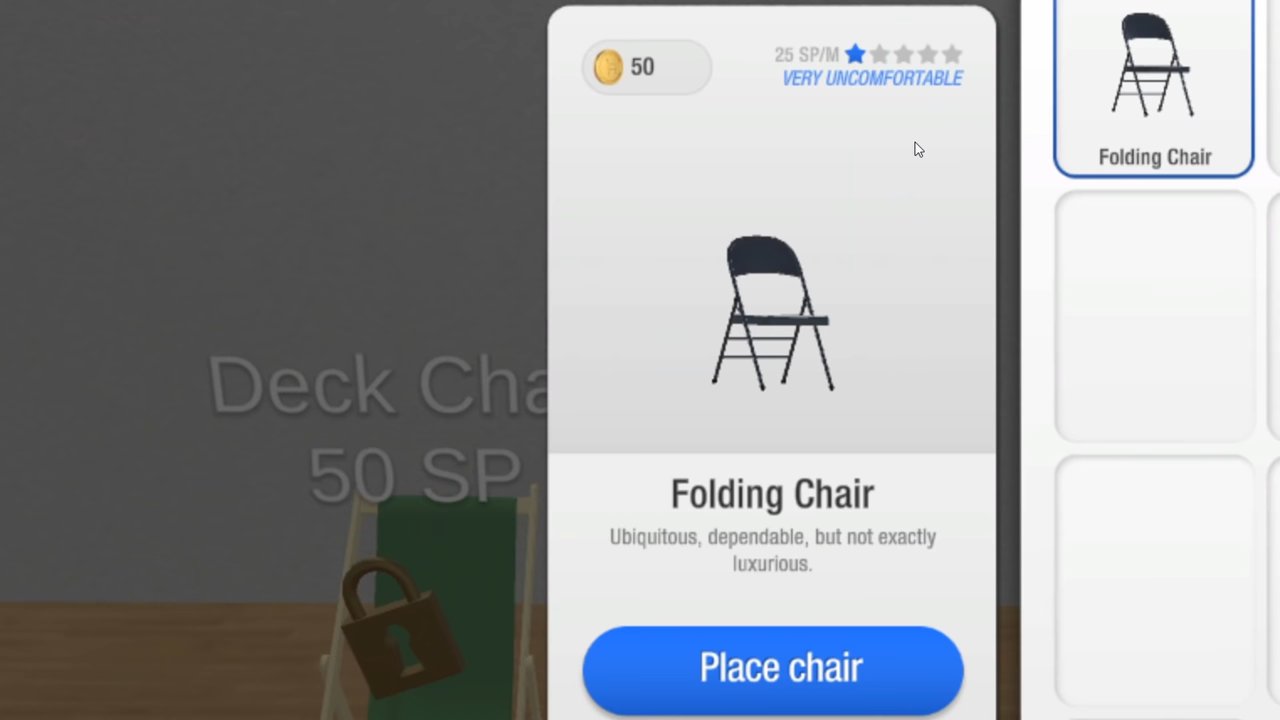 50
25 SP/M
VERY UNCOMFORTABLE
Folding Chair
Deck Cha
50 SP
Folding Chair
Ubiquitous, dependable, but not exactly
luxurious.
Place chair